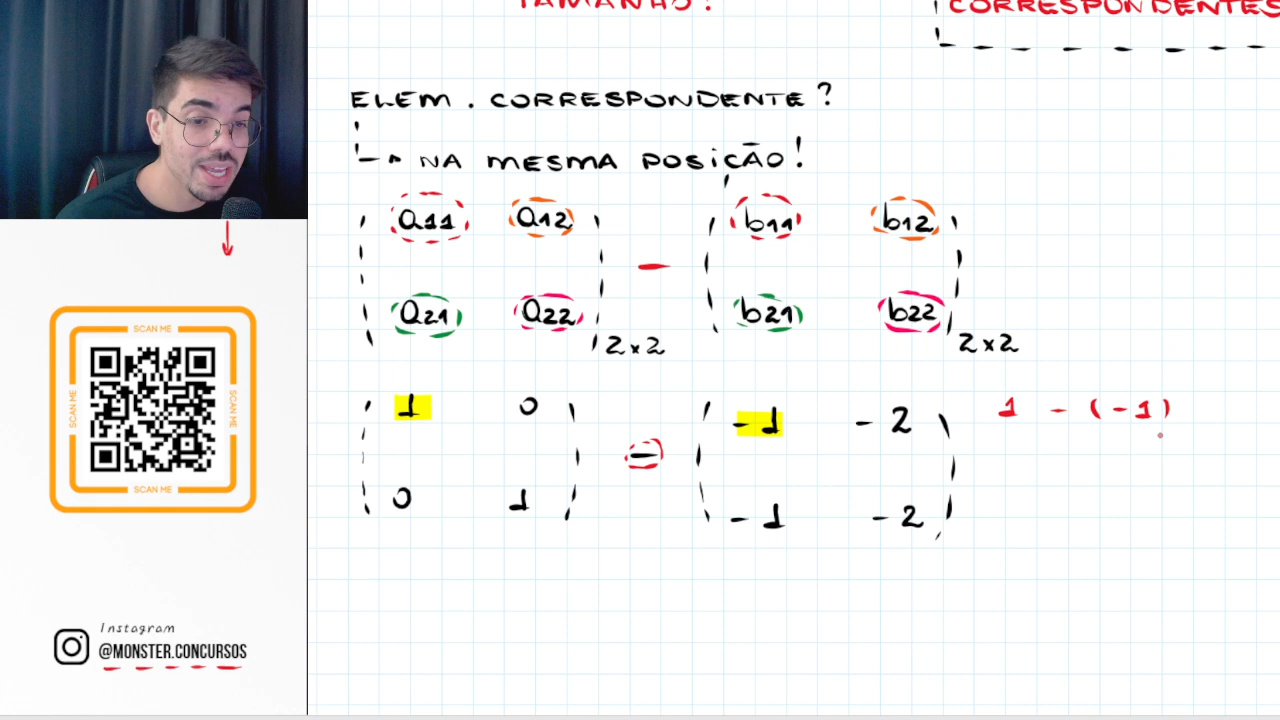 TAMANHO!
CORRESPONDENTES
ELEM. CORRESPONDENTE?
NA MESMA POSIÇÃO!
a11 a12 b11 b12
-
a21 a22 b21 b22
2x2 2x2
1 0 -1 -2 1 - (-1)
-
0 1 -1 -2
SCAN ME
SCAN ME
SCAN ME
SCAN ME
Instagram
@MONSTER.CONCURSOS